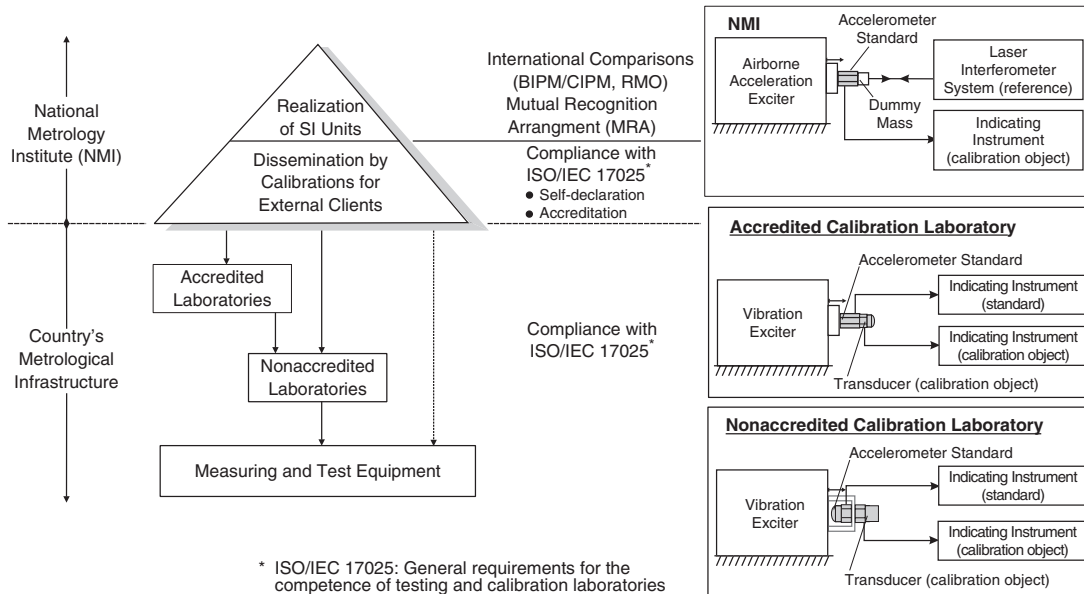 National
Metrology
Institute (NMI)
Country's
Metrological
Infrastructure
Realization
of SI Units
Dissemination by
Calibrations for
External Clients
Accredited
Laboratories
Nonaccredited
Laboratories
Measuring and Test Equipment
International Comparisons
(BIPM/CIPM, RMO)
Mutual Recognition
Arrangment (MRA)
Compliance with
ISO/IEC 17025*
● Self-declaration
● Accreditation
Compliance with
ISO/IEC 17025*
* ISO/IEC 17025: General requirements for the
competence of testing and calibration laboratories
NMI
Accelerometer
Standard
Airborne
Acceleration
Exciter
Laser
Interferometer
System (reference)
Dummy
Mass
Indicating
Instrument
(calibration object)
Accredited Calibration Laboratory
Accelerometer Standard
Vibration
Exciter
Indicating Instrument
(standard)
Indicating Instrument
(calibration object)
Transducer (calibration object)
Nonaccredited Calibration Laboratory
Accelerometer Standard
Vibration
Exciter
Indicating Instrument
(standard)
Indicating Instrument
(calibration object)
Transducer (calibration object)